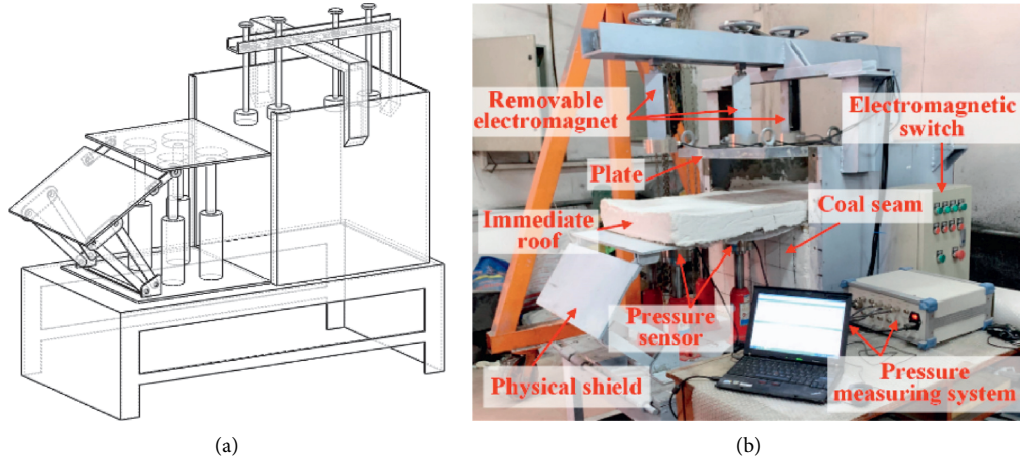 Removable
electromagnet
Electromagnetic
switch
Plate
Immediate
roof
Coal seam
Pressure
sensor
Physical shield
Pressure
measuring system
(a)
(b)